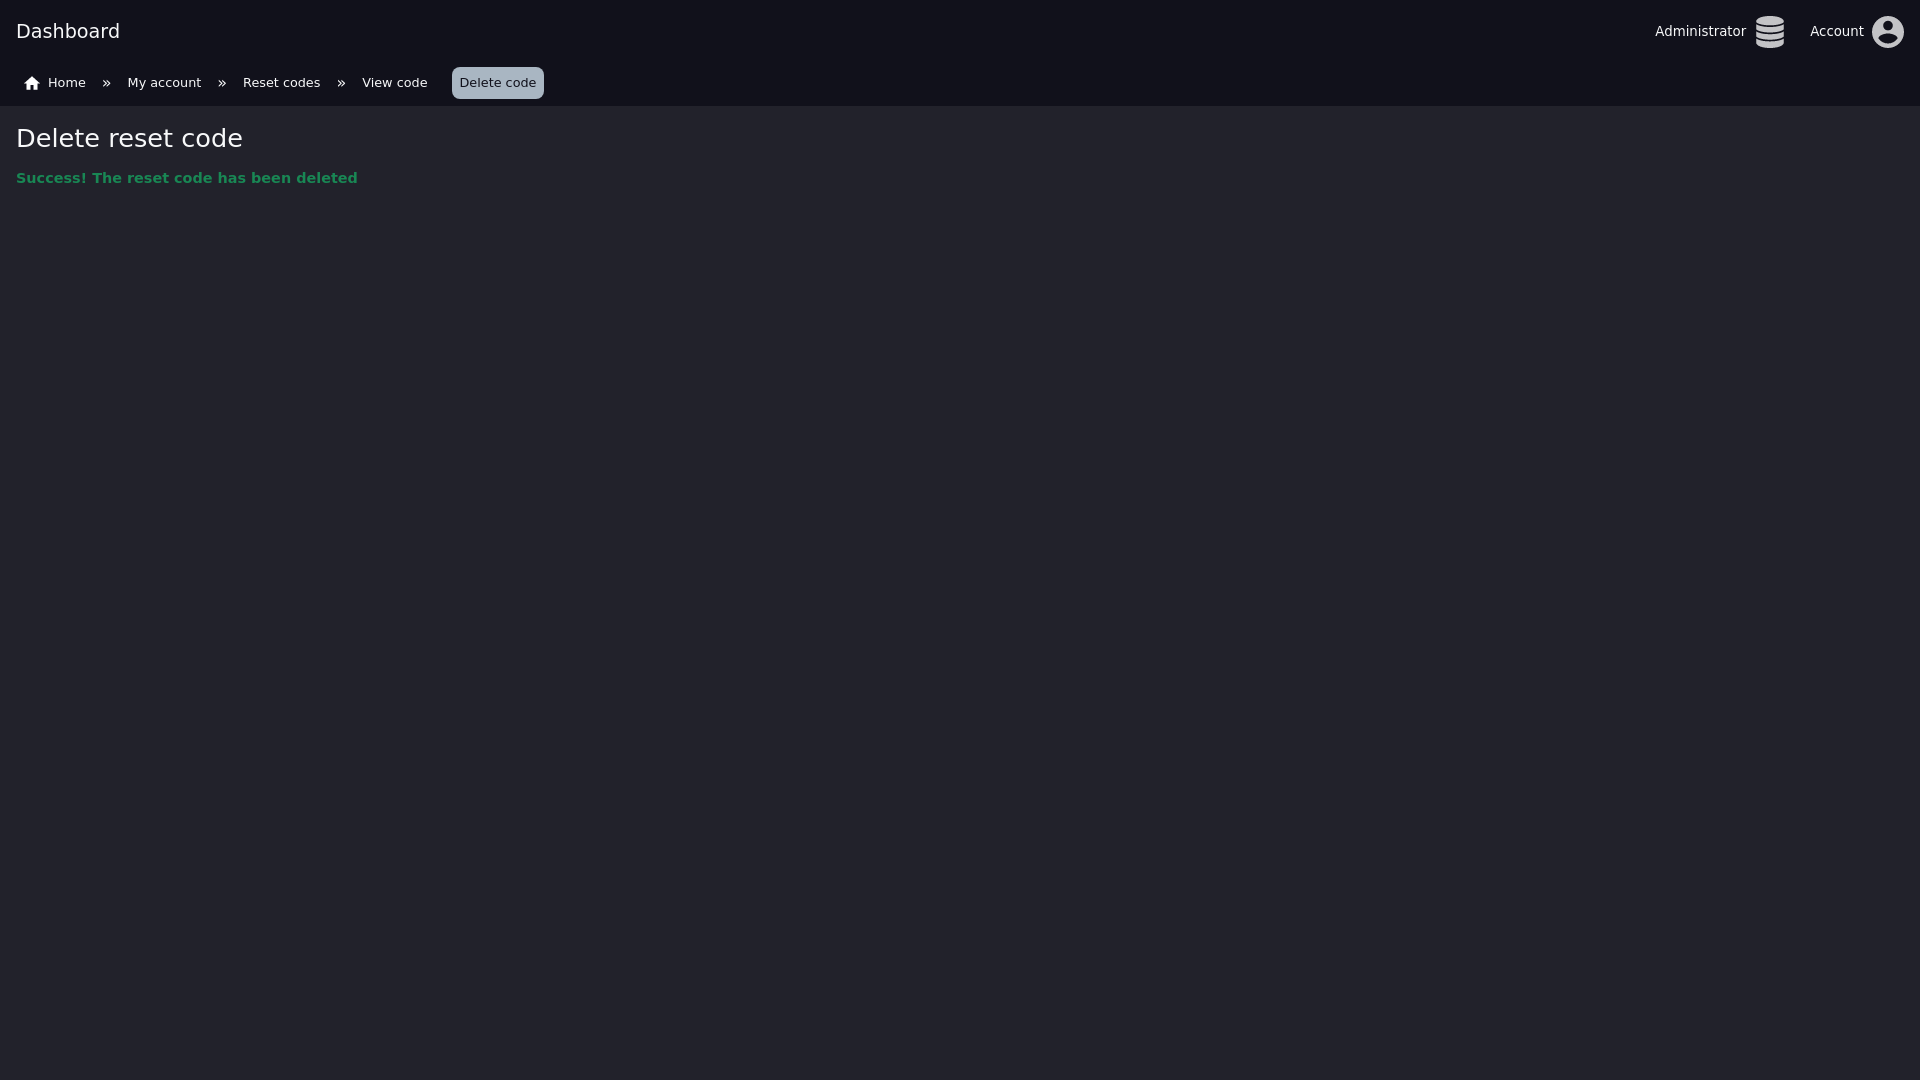 Dashboard
Administrator
Account
Home » My account » Reset codes » View code Delete code
Delete reset code
Success! The reset code has been deleted